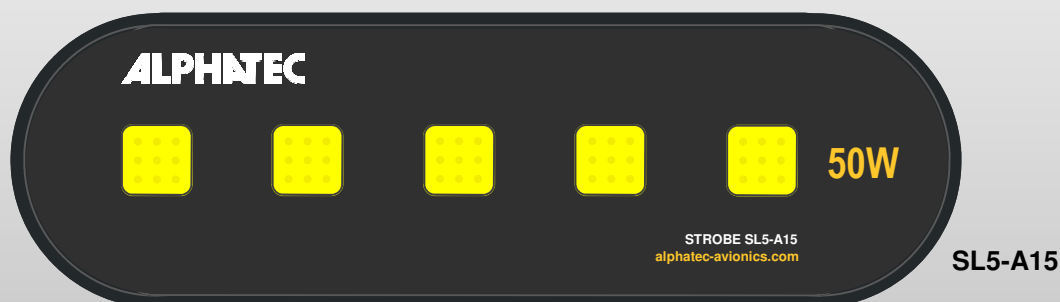 ALPHATEC
50W
STROBE SL5-A15
alphatec-avionics.com
SL5-A15